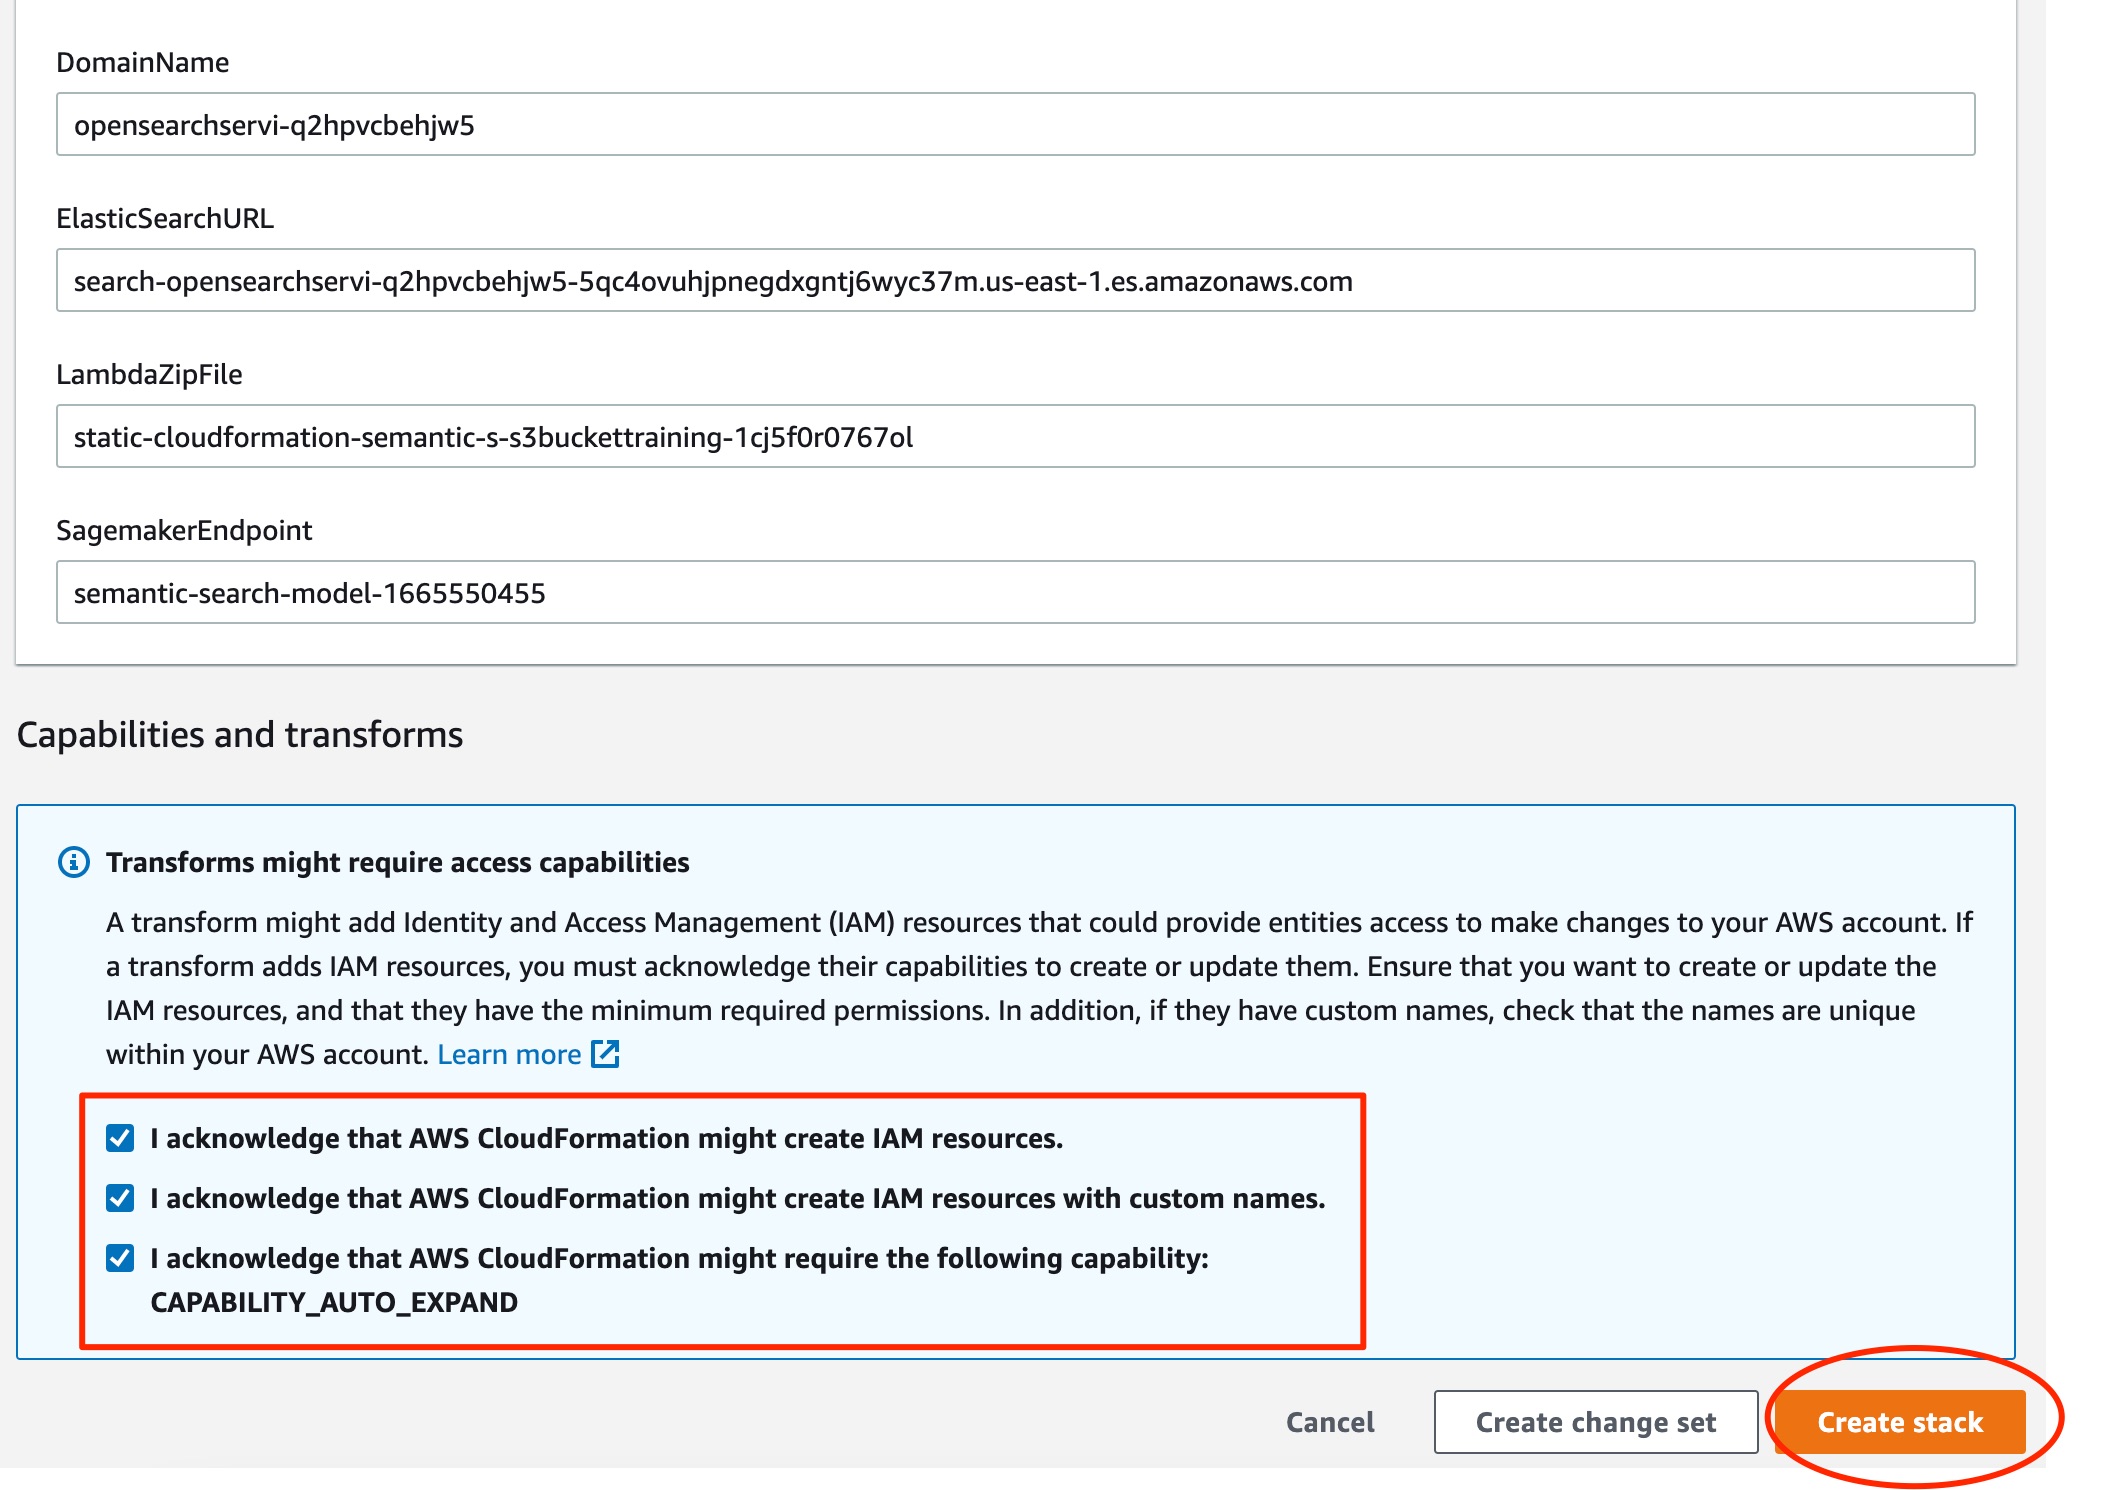 DomainName
opensearchservi-q2hpvcbehjw5
ElasticSearchURL
search-opensearchservi-q2hpvcbehjw5-5qc4ovuhjpnegdxgntj6wyc37m.us-east-1.es.amazonaws.com
LambdaZipFile
static-cloudformation-semantic-s-s3buckettraining-1cj5f0r0767ol
SagemakerEndpoint
semantic-search-model-1665550455
Capabilities and transforms
Transforms might require access capabilities
A transform might add Identity and Access Management (IAM) resources that could provide entities access to make changes to your AWS account. If
a transform adds IAM resources, you must acknowledge their capabilities to create or update them. Ensure that you want to create or update the
IAM resources, and that they have the minimum required permissions. In addition, if they have custom names, check that the names are unique
within your AWS account. Learn more
I acknowledge that AWS CloudFormation might create IAM resources.
I acknowledge that AWS CloudFormation might create IAM resources with custom names.
I acknowledge that AWS CloudFormation might require the following capability:
CAPABILITY_AUTO_EXPAND
Cancel
Create change set
Create stack